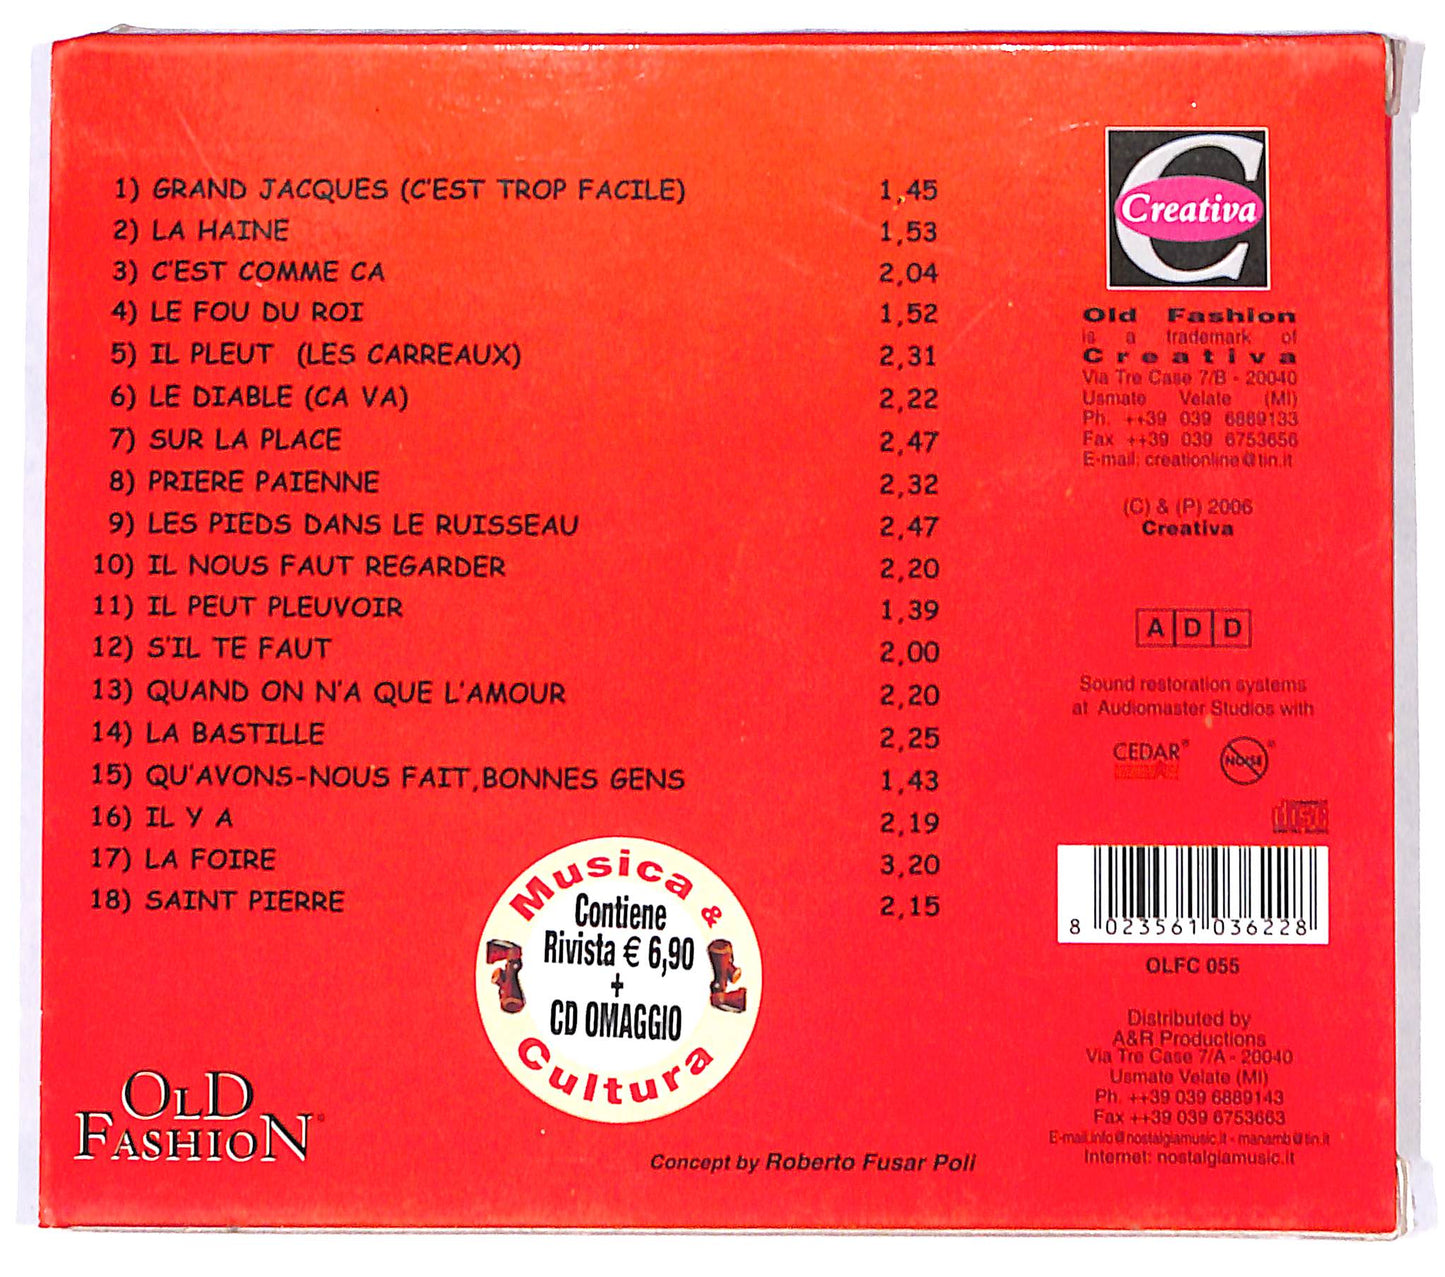 1) GRAND JACQUES (C'EST TROP FACILE) 1,45
2) LA HAINE 1,53
3) C'EST COMME CA 2,04
4) LE FOU DU ROI 1,52
5) IL PLEUT (LES CARREAUX) 2,31
6) LE DIABLE (CA VA) 2,22
7) SUR LA PLACE 2,47
8) PRIERE PAIENNE 2,32
9) LES PIEDS DANS LE RUISSEAU 2,47
10) IL NOUS FAUT REGARDER 2,20
11) IL PEUT PLEUVOIR 1,39
12) S'IL TE FAUT 2,00
13) QUAND ON N'A QUE L'AMOUR 2,20
14) LA BASTILLE 2,25
15) QU'AVONS-NOUS FAIT,BONNES GENS 1,43
16) IL Y A 2,19
17) LA FOIRE 3,20
18) SAINT PIERRE 2,15
C
Creativa
Old Fashion
is a trademark of
Creativa
Via Tre Case 7/B - 20040
Usmate Velate (MI)
Ph. ++39 039 6889133
Fax ++39 039 6753656
E-mail: creationline@tin.it
(C) & (P) 2006
Creativa
A D D
Sound restoration systems
at Audiomaster Studios with
CEDAR®
NOISE®
disc
8 023561 036228
OLFC 055
Distributed by
A&R Productions
Via Tre Case 7/A - 20040
Usmate Velate (MI)
Ph. ++39 039 6889143
Fax ++39 039 6753663
E-mail.info@nostalgiamusic.it - manamb@tin.it
Internet: nostalgiamusic.it
Musica &
Contiene
Rivista € 6,90
+
CD OMAGGIO
Cultura
OLD
FASHION®
Concept by Roberto Fusar Poli